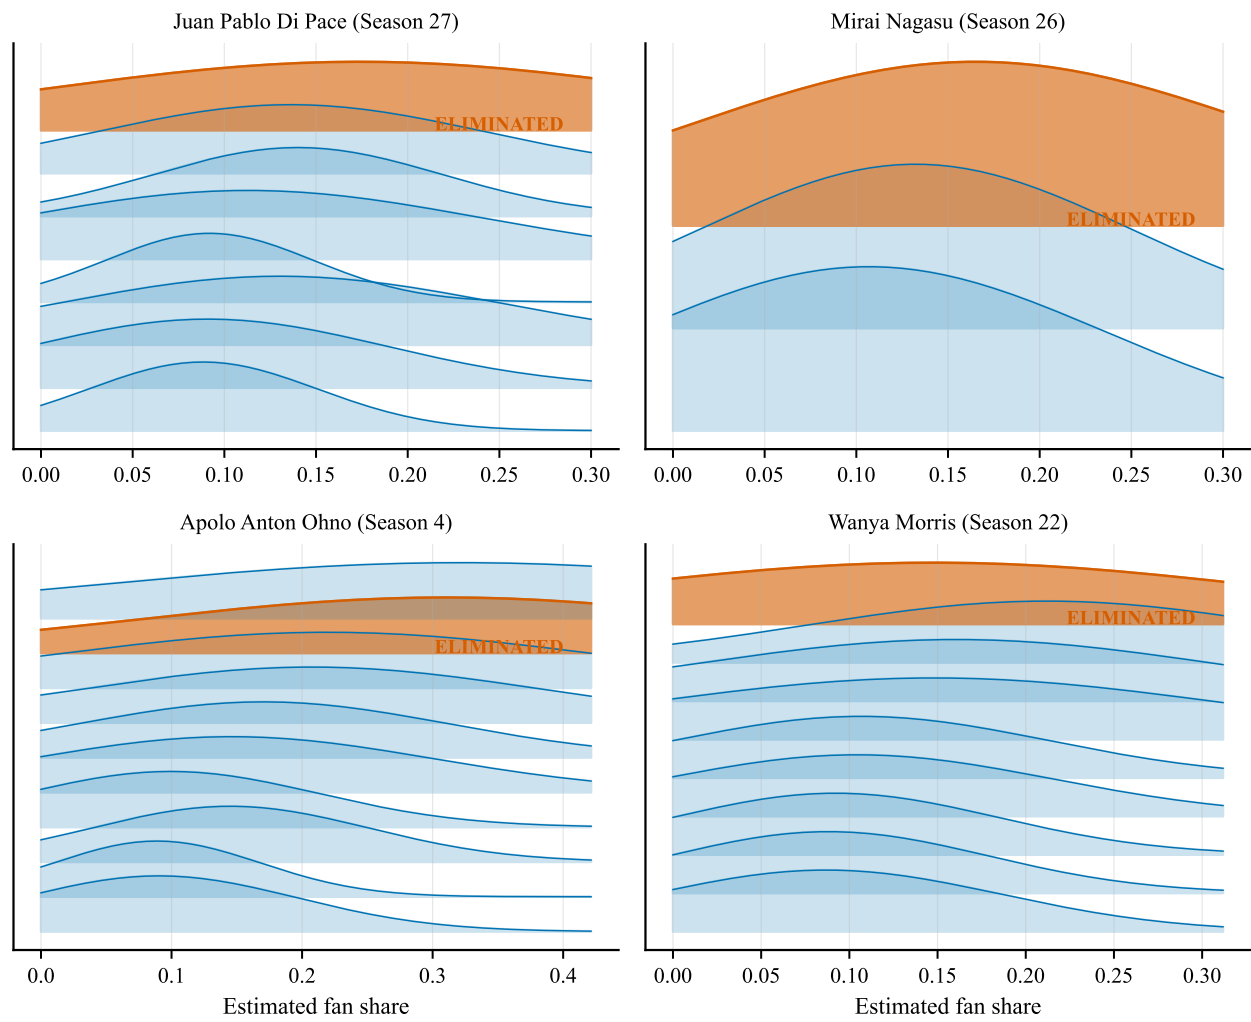 Juan Pablo Di Pace (Season 27)
ELIMINATED
0.00 0.05 0.10 0.15 0.20 0.25 0.30
Mirai Nagasu (Season 26)
ELIMINATED
0.00 0.05 0.10 0.15 0.20 0.25 0.30
Apolo Anton Ohno (Season 4)
ELIMINATED
0.0 0.1 0.2 0.3 0.4
Estimated fan share
Wanya Morris (Season 22)
ELIMINATED
0.00 0.05 0.10 0.15 0.20 0.25 0.30
Estimated fan share